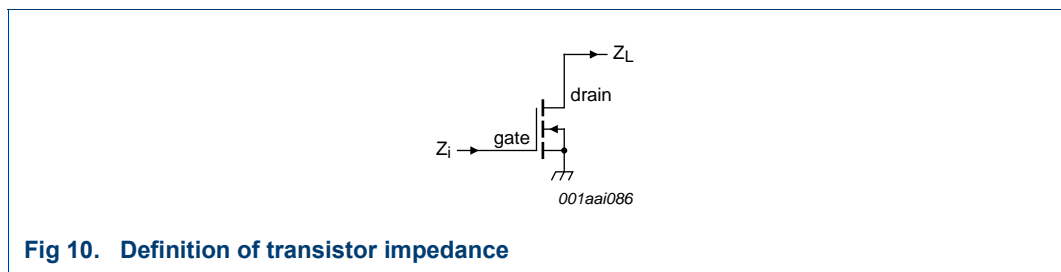 Z_L
drain
gate
Z_i
001aai086
Fig 10. Definition of transistor impedance